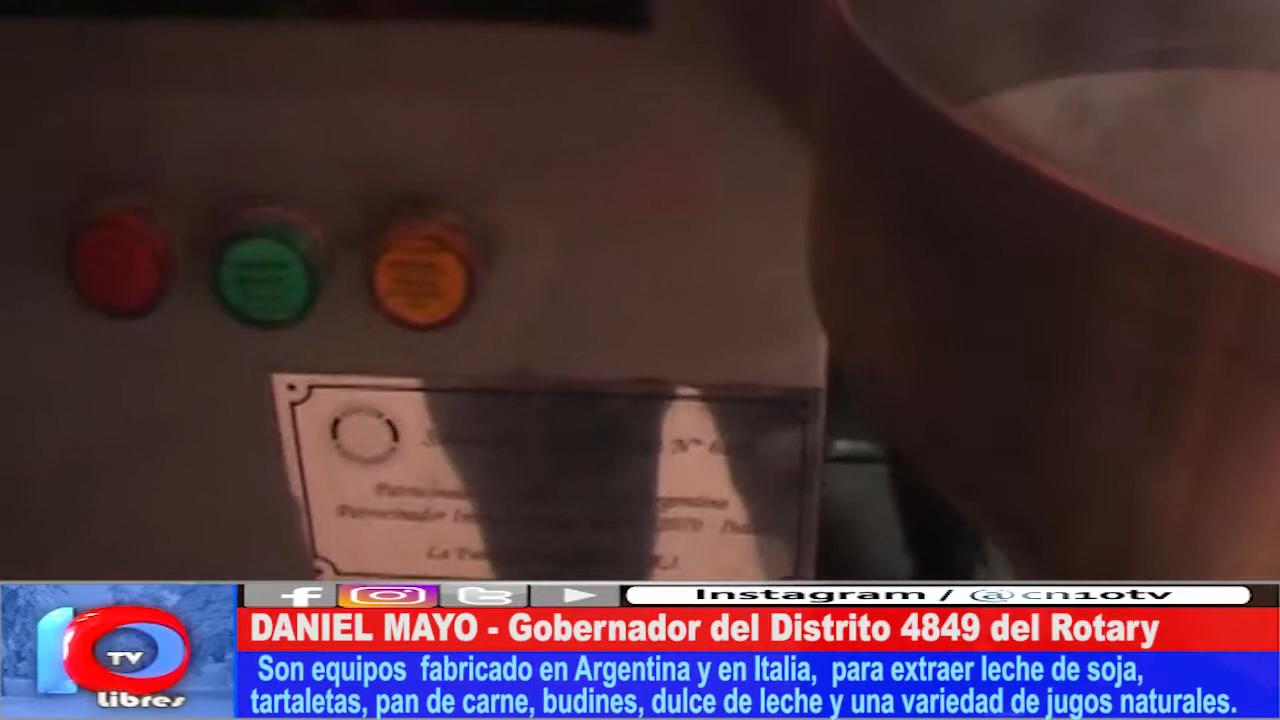 Patrocinador
Instagram / @cn10tv
DANIEL MAYO - Gobernador del Distrito 4849 del Rotary
TV
Libres
Son equipos fabricado en Argentina y en Italia, para extraer leche de soja,
tartaletas, pan de carne, budines, dulce de leche y una variedad de jugos naturales.